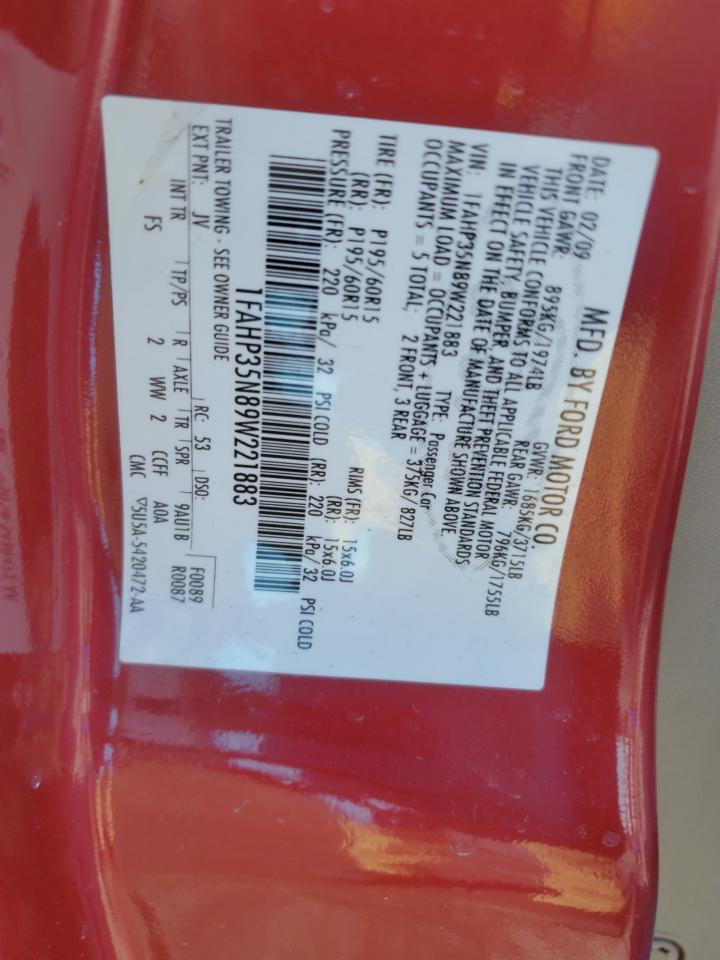 MFD. BY FORD MOTOR CO.
DATE: 02/09 GVWR: 1685KG/3715LB
FRONT GAWR: 895KG/1974LB REAR GAWR: 796KG/1755LB
THIS VEHICLE CONFORMS TO ALL APPLICABLE FEDERAL MOTOR
VEHICLE SAFETY, BUMPER, AND THEFT PREVENTION STANDARDS
IN EFFECT ON THE DATE OF MANUFACTURE SHOWN ABOVE.
VIN: 1FAHP35N89W221883 TYPE: Passenger Car
MAXIMUM LOAD = OCCUPANTS + LUGGAGE = 375KG/827LB
OCCUPANTS = 5 TOTAL; 2 FRONT, 3 REAR
TIRE (FR): P195/60R15 RIMS (FR): 15x6.0J
(RR): P195/60R15 (RR): 15x6.0J
PRESSURE (FR): 220 kPa/32 PSI COLD (RR): 220 kPa/32 PSI COLD
1FAHP35N89W221883
TRAILER TOWING - SEE OWNER GUIDE
EXT PNT: JV RC: 53 DSO: F0089
R0087
INT TR TP/PS R AXLE TR SPR 9AU1B
FS 2 WW 2 CCFF A0A
CMC ▽5U5A-5420472-AA